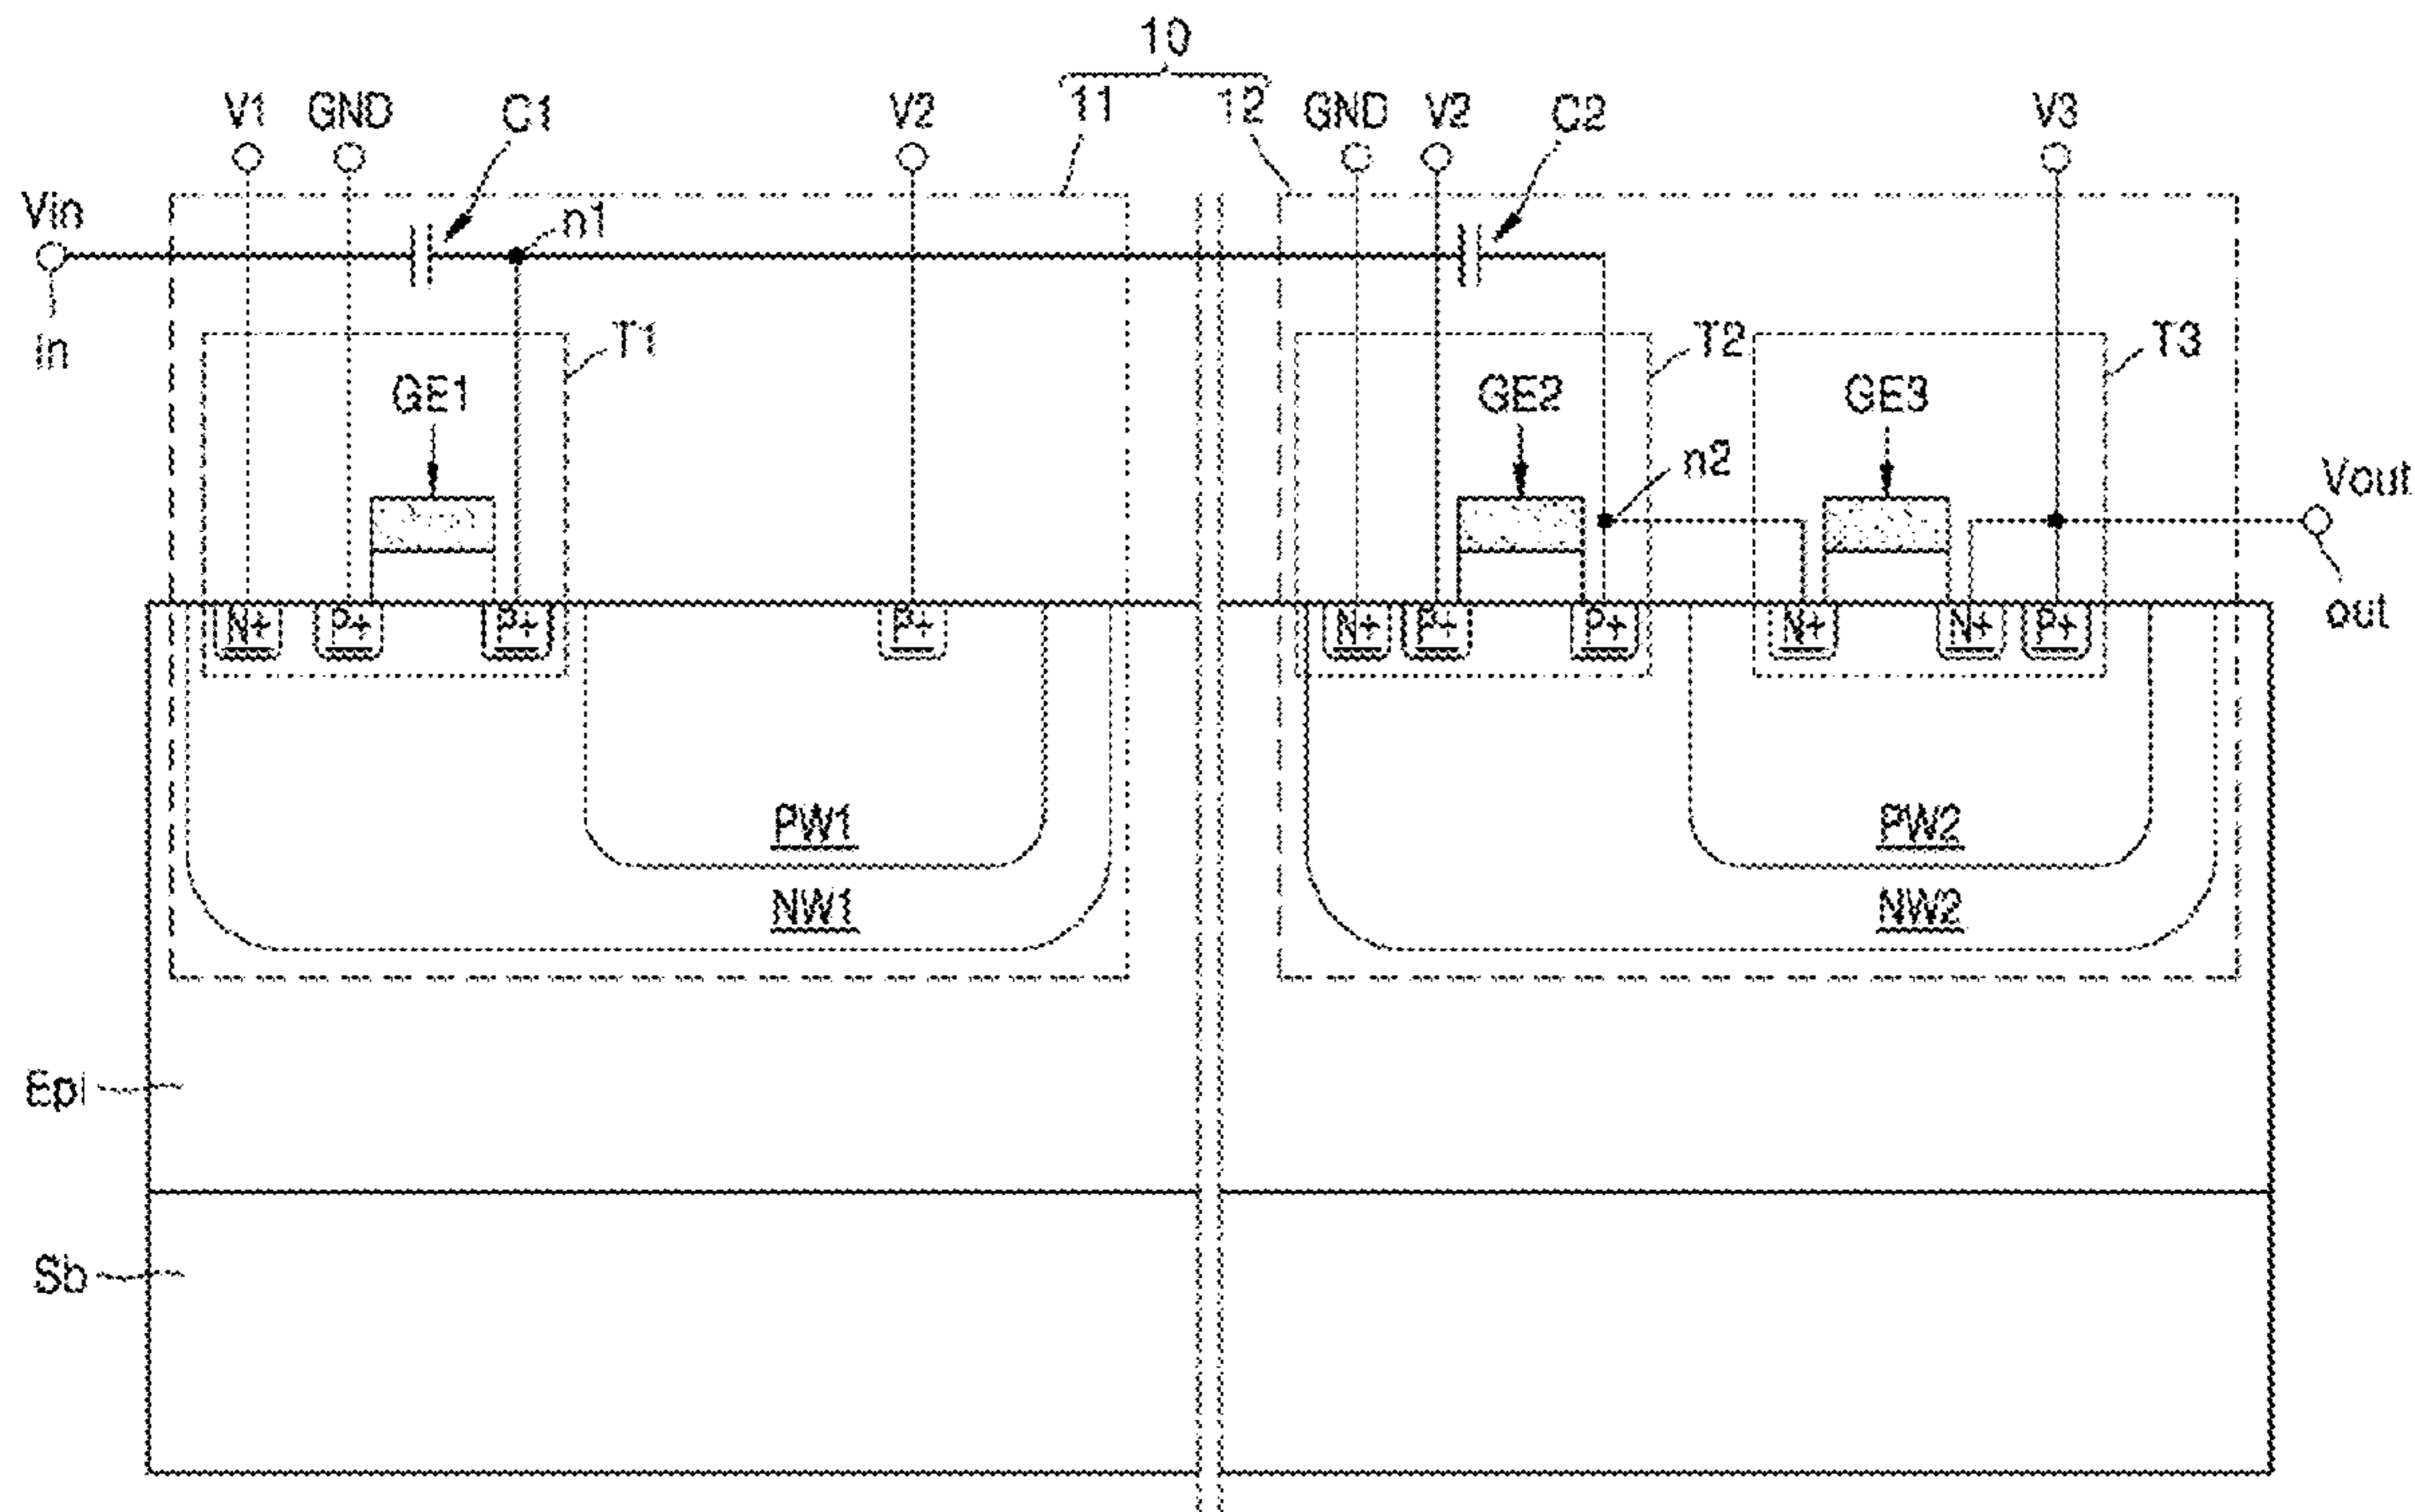 10
V1 GND C1 V2 11 12 GND V2 C2 V3
Vin n1
in T1 T2 T3
GE1 GE2 GE3
n2 Vout
N+ P+ P+ P+ N+ P+ P+ N+ N+ P+ out
PW1 PW2
NW1 NW2
Epi
Sb